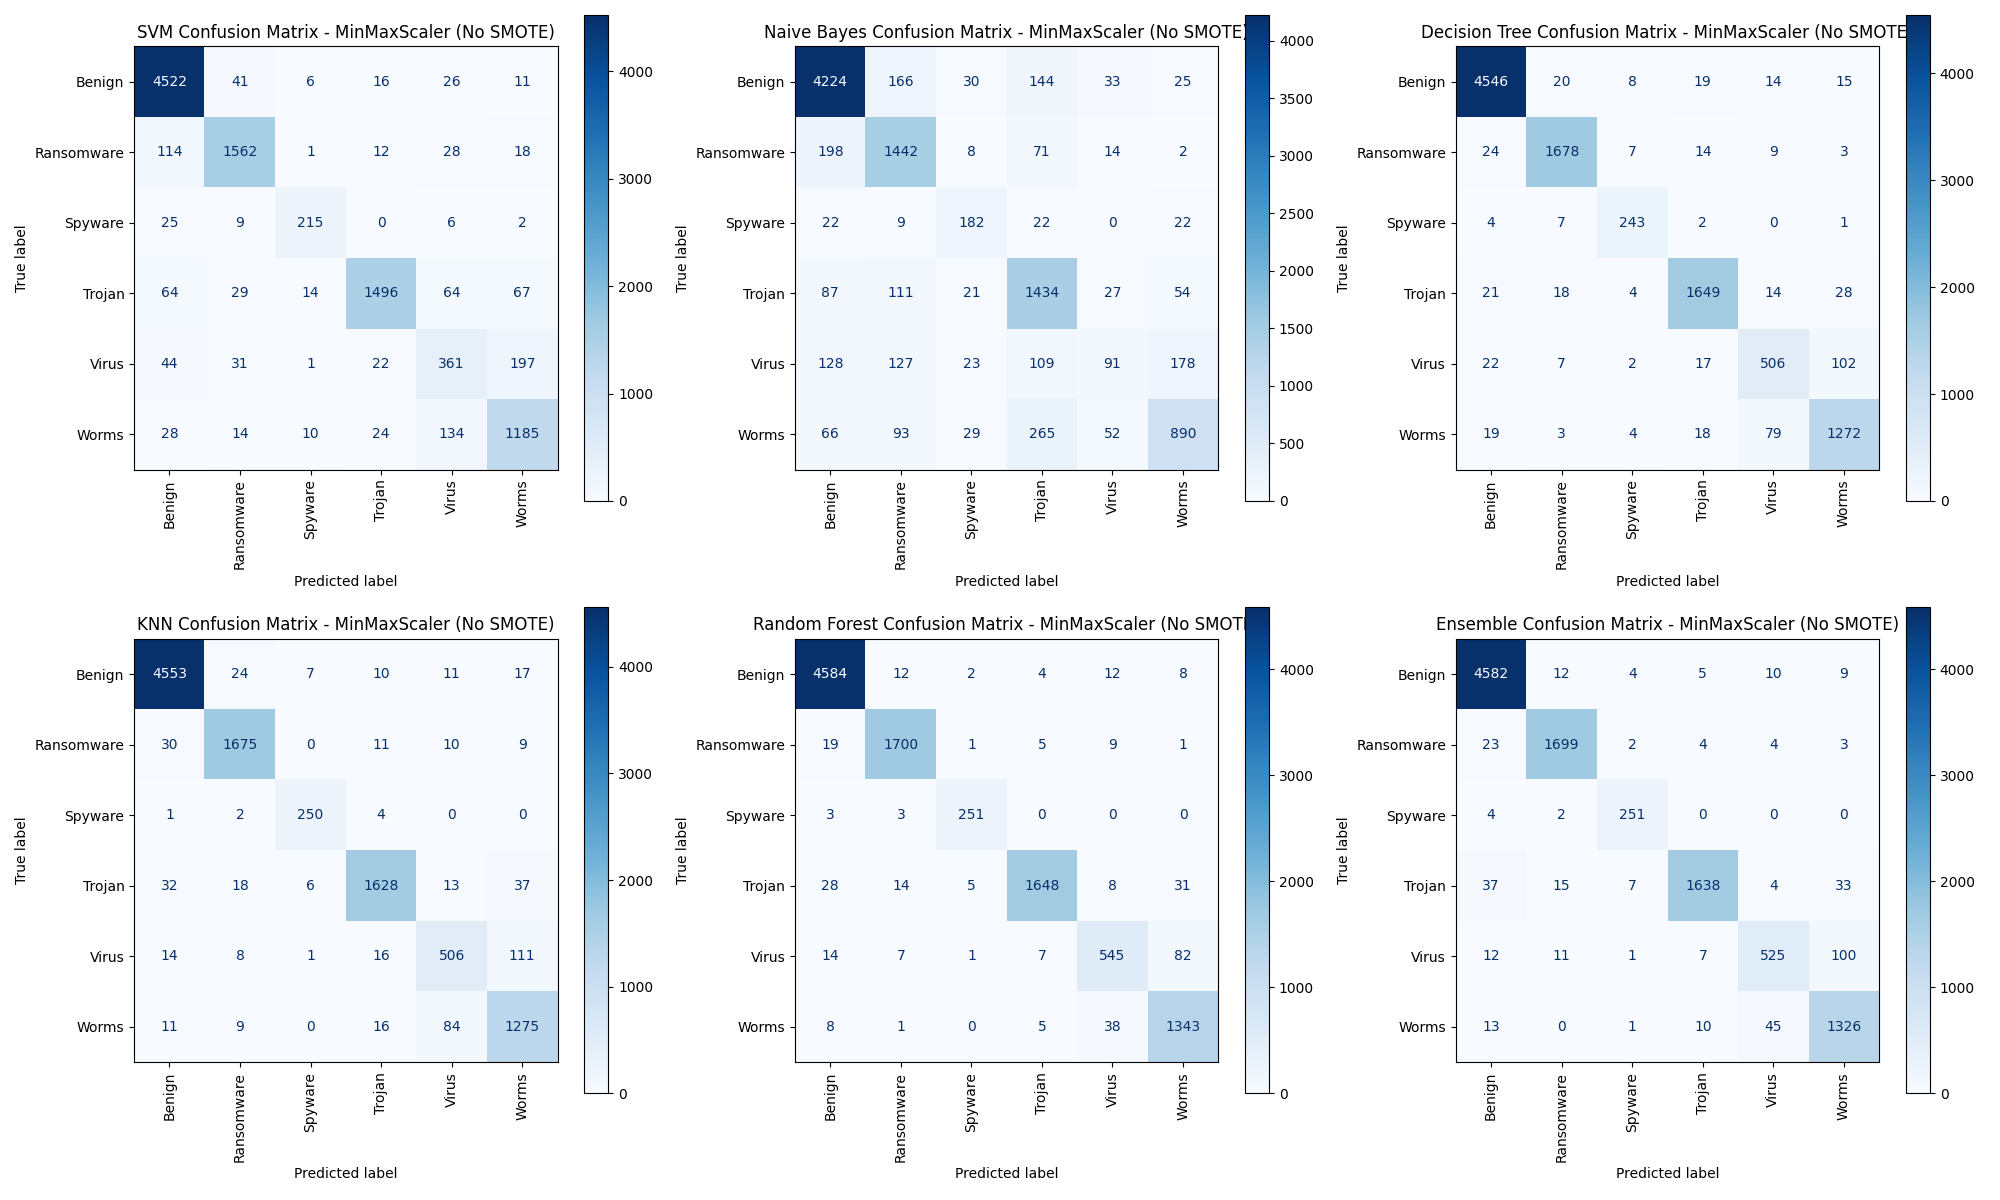 SVM Confusion Matrix - MinMaxScaler (No SMOTE)
True label
Benign 4522 41 6 16 26 11
Ransomware 114 1562 1 12 28 18
Spyware 25 9 215 0 6 2
Trojan 64 29 14 1496 64 67
Virus 44 31 1 22 361 197
Worms 28 14 10 24 134 1185
Benign Ransomware Spyware Trojan Virus Worms
Predicted label
4000
3000
2000
1000
0
Naive Bayes Confusion Matrix - MinMaxScaler (No SMOTE)
True label
Benign 4224 166 30 144 33 25
Ransomware 198 1442 8 71 14 2
Spyware 22 9 182 22 0 22
Trojan 87 111 21 1434 27 54
Virus 128 127 23 109 91 178
Worms 66 93 29 265 52 890
Benign Ransomware Spyware Trojan Virus Worms
Predicted label
4000
3500
3000
2500
2000
1500
1000
500
0
Decision Tree Confusion Matrix - MinMaxScaler (No SMOTE
True label
Benign 4546 20 8 19 14 15
Ransomware 24 1678 7 14 9 3
Spyware 4 7 243 2 0 1
Trojan 21 18 4 1649 14 28
Virus 22 7 2 17 506 102
Worms 19 3 4 18 79 1272
Benign Ransomware Spyware Trojan Virus Worms
Predicted label
4000
3000
2000
1000
0
KNN Confusion Matrix - MinMaxScaler (No SMOTE)
True label
Benign 4553 24 7 10 11 17
Ransomware 30 1675 0 11 10 9
Spyware 1 2 250 4 0 0
Trojan 32 18 6 1628 13 37
Virus 14 8 1 16 506 111
Worms 11 9 0 16 84 1275
Benign Ransomware Spyware Trojan Virus Worms
Predicted label
4000
3000
2000
1000
0
Random Forest Confusion Matrix - MinMaxScaler (No SMOTE
True label
Benign 4584 12 2 4 12 8
Ransomware 19 1700 1 5 9 1
Spyware 3 3 251 0 0 0
Trojan 28 14 5 1648 8 31
Virus 14 7 1 7 545 82
Worms 8 1 0 5 38 1343
Benign Ransomware Spyware Trojan Virus Worms
Predicted label
4000
3000
2000
1000
0
Ensemble Confusion Matrix - MinMaxScaler (No SMOTE)
True label
Benign 4582 12 4 5 10 9
Ransomware 23 1699 2 4 4 3
Spyware 4 2 251 0 0 0
Trojan 37 15 7 1638 4 33
Virus 12 11 1 7 525 100
Worms 13 0 1 10 45 1326
Benign Ransomware Spyware Trojan Virus Worms
Predicted label
4000
3000
2000
1000
0